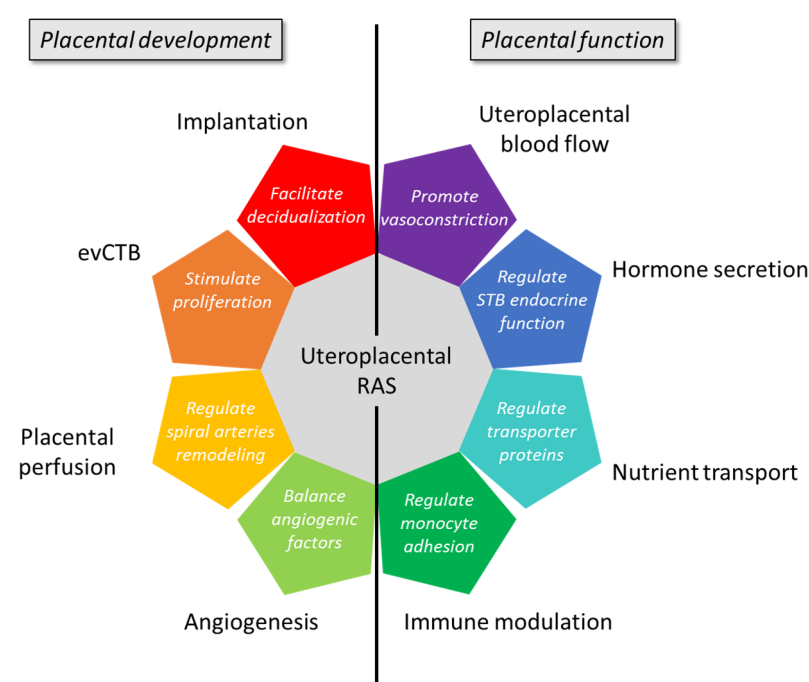 Placental development
Placental function
Implantation
Uteroplacental
blood flow
Facilitate
decidualization
Promote
vasoconstriction
evCTB
Stimulate
proliferation
Regulate
STB endocrine
function
Hormone secretion
Uteroplacental
RAS
Placental
perfusion
Regulate
spiral arteries
remodeling
Regulate
transporter
proteins
Nutrient transport
Balance
angiogenic
factors
Regulate
monocyte
adhesion
Angiogenesis
Immune modulation